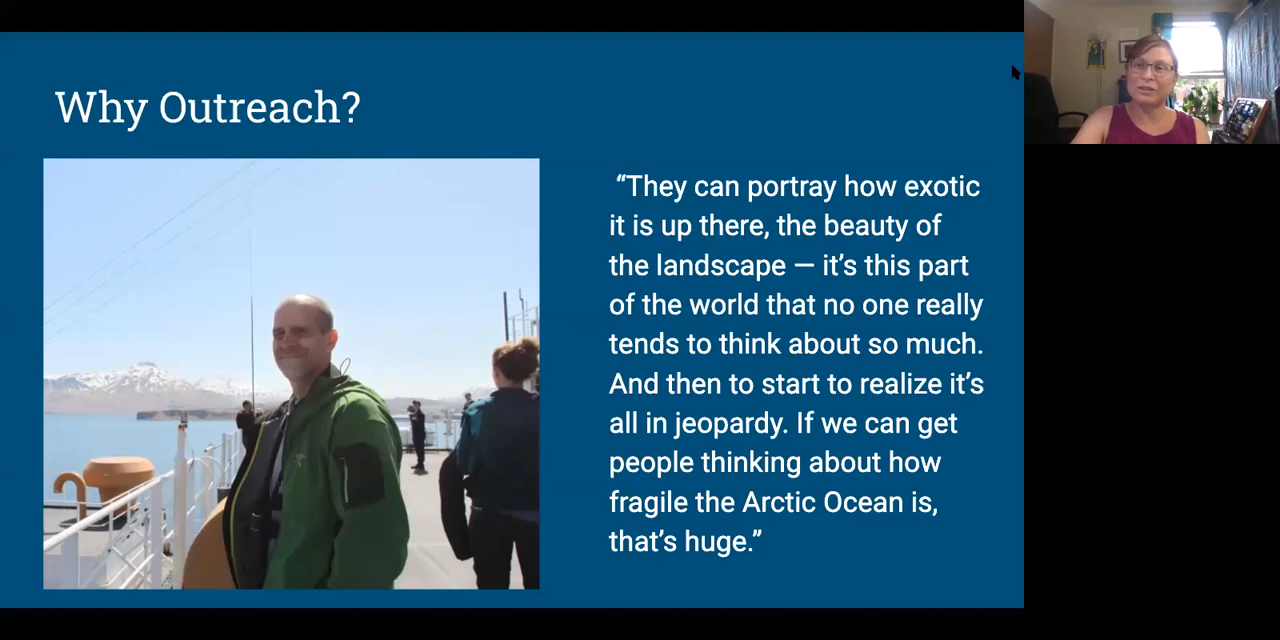 Why Outreach?
“They can portray how exotic
it is up there, the beauty of
the landscape — it’s this part
of the world that no one really
tends to think about so much.
And then to start to realize it’s
all in jeopardy. If we can get
people thinking about how
fragile the Arctic Ocean is,
that’s huge.”